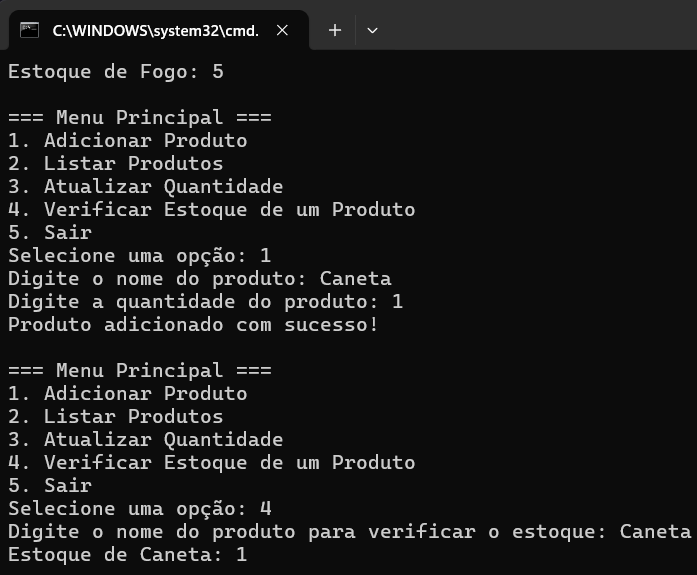 C:\WINDOWS\system32\cmd.
Estoque de Fogo: 5
=== Menu Principal ===
1. Adicionar Produto
2. Listar Produtos
3. Atualizar Quantidade
4. Verificar Estoque de um Produto
5. Sair
Selecione uma opção: 1
Digite o nome do produto: Caneta
Digite a quantidade do produto: 1
Produto adicionado com sucesso!
=== Menu Principal ===
1. Adicionar Produto
2. Listar Produtos
3. Atualizar Quantidade
4. Verificar Estoque de um Produto
5. Sair
Selecione uma opção: 4
Digite o nome do produto para verificar o estoque: Caneta
Estoque de Caneta: 1